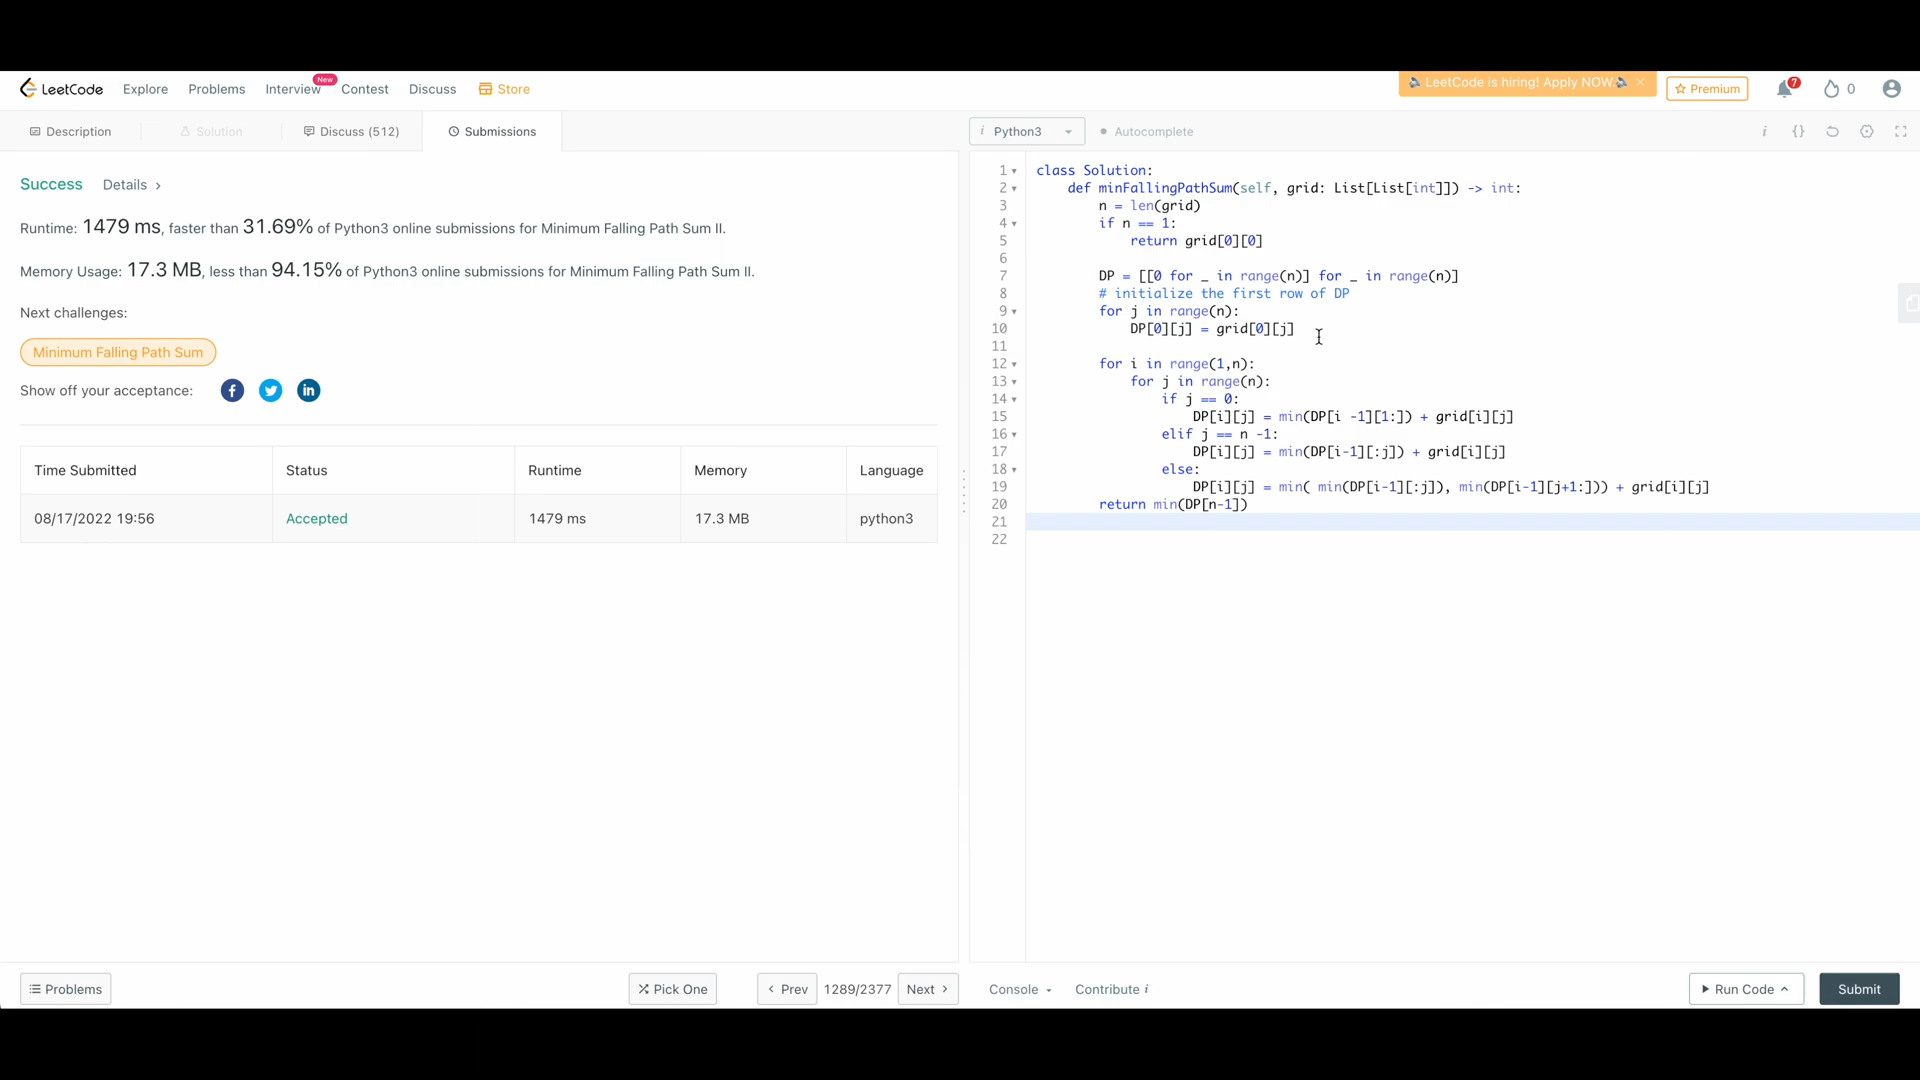 LeetCode Explore Problems Interview New Contest Discuss Store
LeetCode is hiring! Apply NOW. × Premium 7 0
Description Solution Discuss (512) Submissions
i Python3 Autocomplete i {}
Success Details >
Runtime: 1479 ms, faster than 31.69% of Python3 online submissions for Minimum Falling Path Sum II.
Memory Usage: 17.3 MB, less than 94.15% of Python3 online submissions for Minimum Falling Path Sum II.
Next challenges:
Minimum Falling Path Sum
Show off your acceptance:
Time Submitted Status Runtime Memory Language
08/17/2022 19:56 Accepted 1479 ms 17.3 MB python3
1 class Solution:
2     def minFallingPathSum(self, grid: List[List[int]]) -> int:
3         n = len(grid)
4         if n == 1:
5             return grid[0][0]
6
7         DP = [[0 for _ in range(n)] for _ in range(n)]
8         # initialize the first row of DP
9         for j in range(n):
10             DP[0][j] = grid[0][j]
11
12         for i in range(1,n):
13             for j in range(n):
14                 if j == 0:
15                     DP[i][j] = min(DP[i -1][1:]) + grid[i][j]
16                 elif j == n -1:
17                     DP[i][j] = min(DP[i-1][:j]) + grid[i][j]
18                 else:
19                     DP[i][j] = min( min(DP[i-1][:j]), min(DP[i-1][j+1:])) + grid[i][j]
20         return min(DP[n-1])
21
22
Problems Pick One < Prev 1289/2377 Next > Console Contribute i Run Code Submit